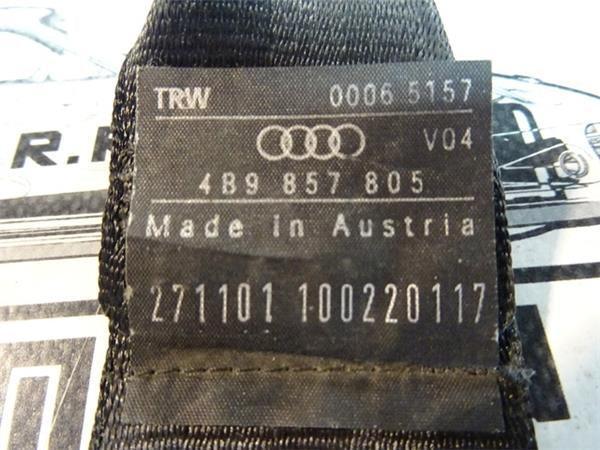 TRW 0006 5157
V04
4B9 857 805
Made in Austria
271101 100220117
R.